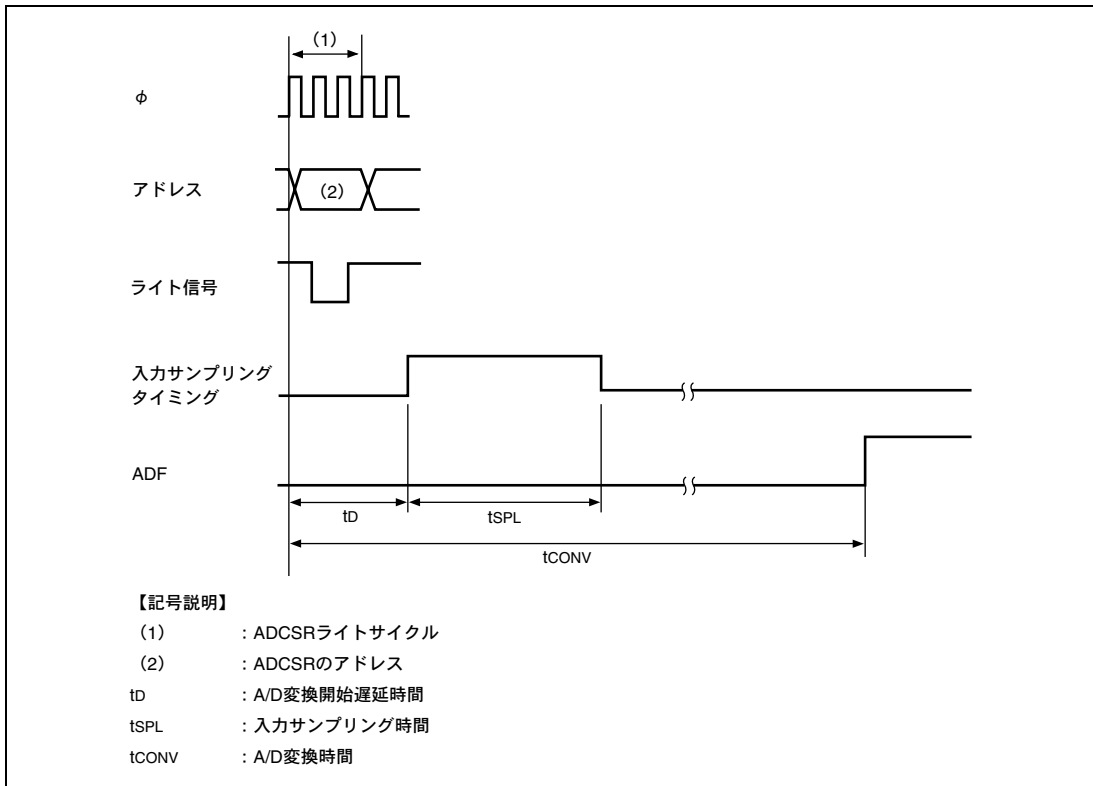 （1）
φ
アドレス
（2）
ライト信号
入力サンプリング
タイミング
ADF
tD
tSPL
tCONV
【記号説明】
（1）：ADCSRライトサイクル
（2）：ADCSRのアドレス
tD：A/D変換開始遅延時間
tSPL：入力サンプリング時間
tCONV：A/D変換時間